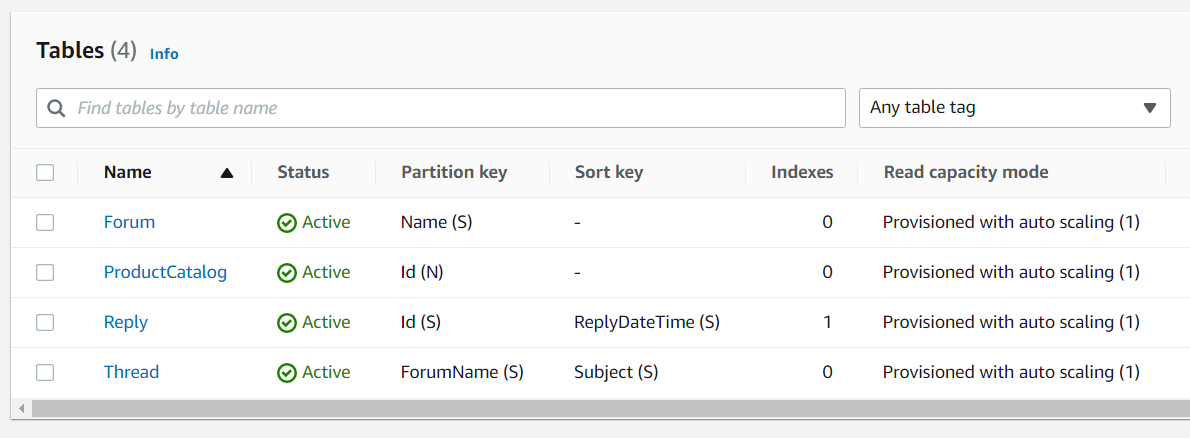 Tables (4) Info
Find tables by table name
Any table tag
Name Status Partition key Sort key Indexes Read capacity mode
Forum Active Name (S) - 0 Provisioned with auto scaling (1)
ProductCatalog Active Id (N) - 0 Provisioned with auto scaling (1)
Reply Active Id (S) ReplyDateTime (S) 1 Provisioned with auto scaling (1)
Thread Active ForumName (S) Subject (S) 0 Provisioned with auto scaling (1)